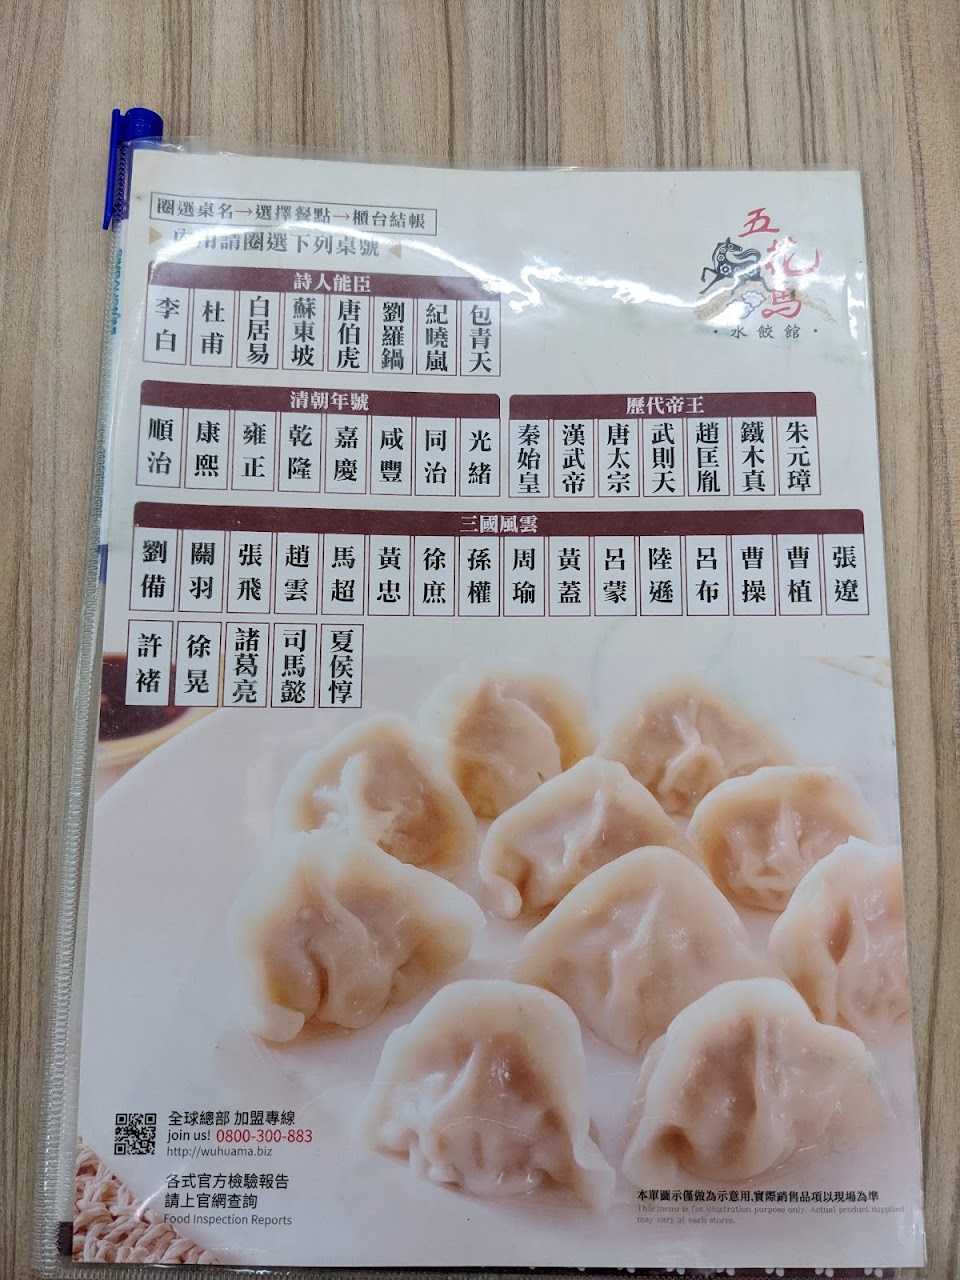 圈選桌名→選擇餐點→櫃台結帳
內用請圈選下列桌號
五花馬
·水餃館·
詩人能臣
李白 杜甫 白居易 蘇東坡 唐伯虎 劉羅鍋 紀曉嵐 包青天
清朝年號
順治 康熙 雍正 乾隆 嘉慶 咸豐 同治 光緒
歷代帝王
秦始皇 漢武帝 唐太宗 武則天 趙匡胤 鐵木真 朱元璋
三國風雲
劉備 關羽 張飛 趙雲 馬超 黃忠 徐庶 孫權 周瑜 黃蓋 呂蒙 陸遜 呂布 曹操 曹植 張遼
許褚 徐晃 諸葛亮 司馬懿 夏侯惇
全球總部 加盟專線
join us! 0800-300-883
http://wuhuama.biz
各式官方檢驗報告
請上官網查詢
Food Inspection Reports
本單圖示僅做為示意用,實際銷售品項以現場為準
This menu is for illustration purpose only. Actual product supplied
may vary at each stores.